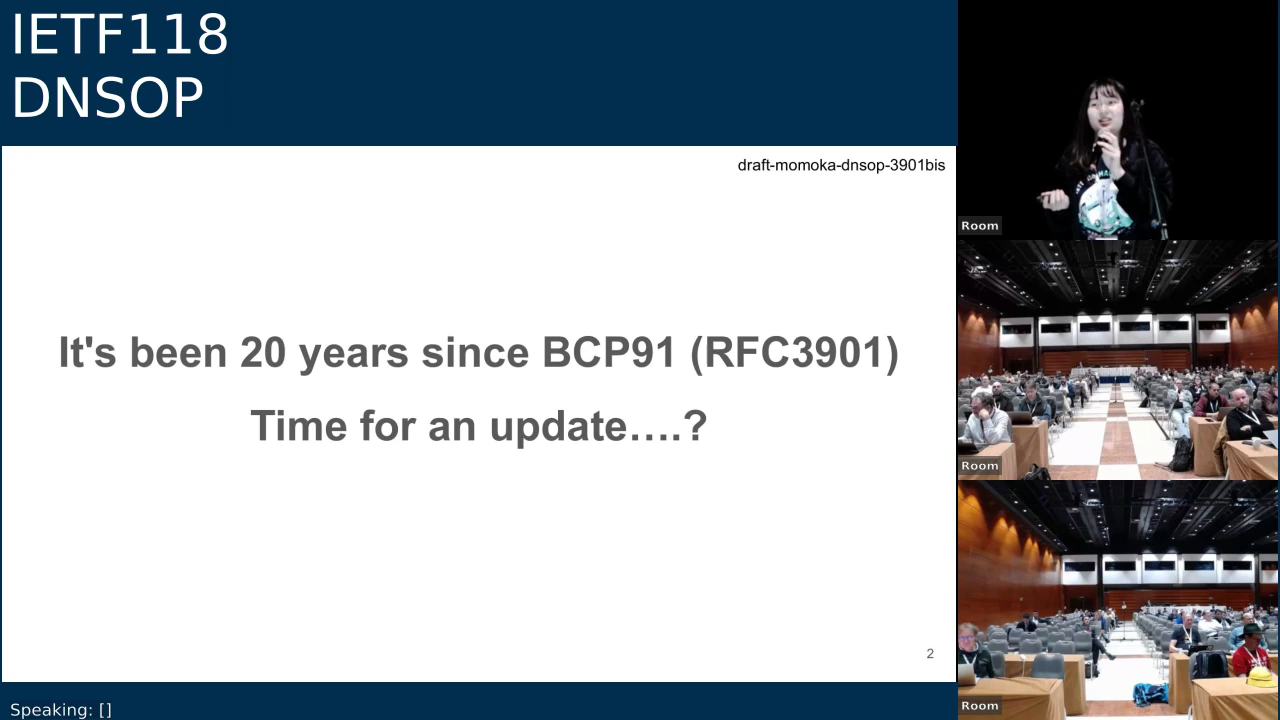 IETF118
DNSOP
draft-momoka-dnsop-3901bis
It's been 20 years since BCP91 (RFC3901)
Time for an update....?
2
Speaking: []
Room
Room
Room